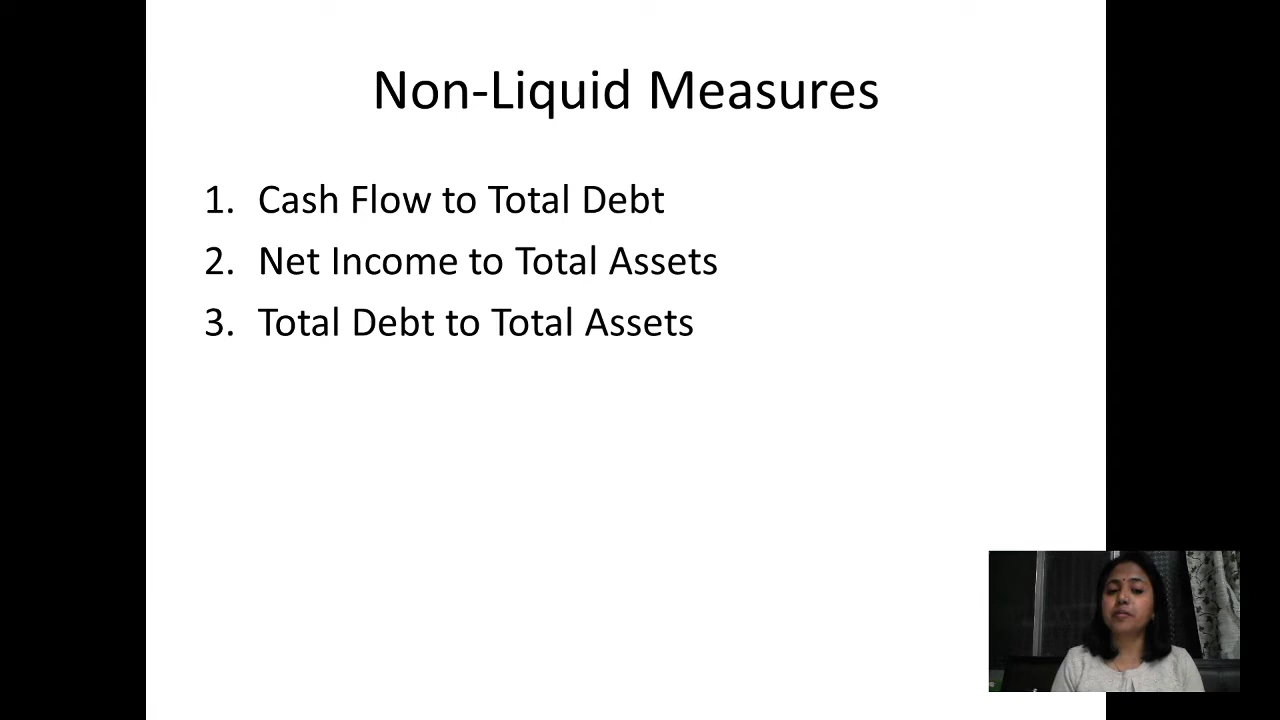 Non-Liquid Measures
1. Cash Flow to Total Debt
2. Net Income to Total Assets
3. Total Debt to Total Assets